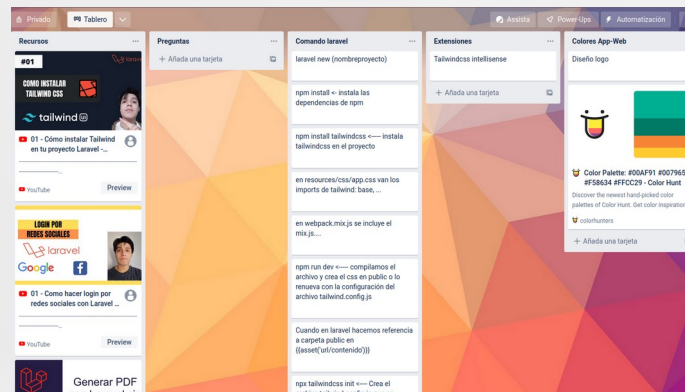 Privado
Tablero
Assista
Power-Ups
Automatización
Recursos
#01
laravel
COMO INSTALAR
TAILWIND CSS
tailwind
01 - Cómo instalar Tailwind
en tu proyecto Laravel -...
YouTube
Preview
LOGIN POR
REDES SOCIALES
laravel
Google
01 - Como hacer login por
redes sociales con Laravel ...
YouTube
Preview
Generar PDF
Preguntas
+ Añada una tarjeta
Comando laravel
laravel new (nombreproyecto)
npm install <- instala las
dependencias de npm
npm install tailwindcss <---- instala
tailwindcss en el proyecto
en resources/css/app.css van los
imports de tailwind: base, ...
en webpack.mix.js se incluye el
mix.js....
npm run dev <---- compilamos el
archivo y crea el css en public o lo
renueva con la configuración del
archivo tailwind.config.js
Cuando en laravel hacemos referencia
a carpeta public en
{{asset('url/contenido')}}
npx tailwindcss init <---- Crea el
Extensiones
Tailwindcss intellisense
+ Añada una tarjeta
Colores App-Web
Diseño logo
Color Palette: #00AF91 #007965
#F58634 #FFCC29 - Color Hunt
Discover the newest hand-picked color
palettes of Color Hunt. Get color inspiration
colorhunters
+ Añada una tarjeta